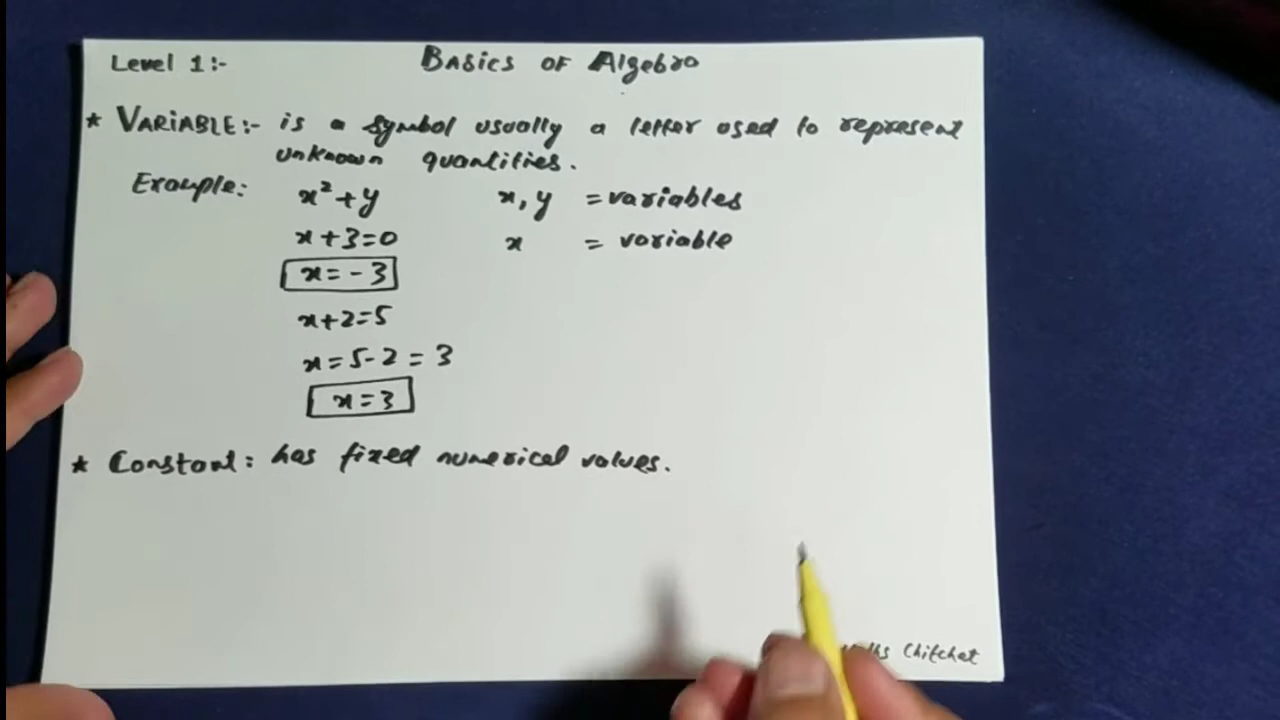 Level 1:- Basics of Algebra
* VARIABLE:- is a symbol usually a letter used to represent
unknown quantities.
Example: x²+y x, y = variables
x+3=0 x = variable
x=-3
x+2=5
x=5-2=3
x=3
* Constant: has fixed numerical values.
Chitchat